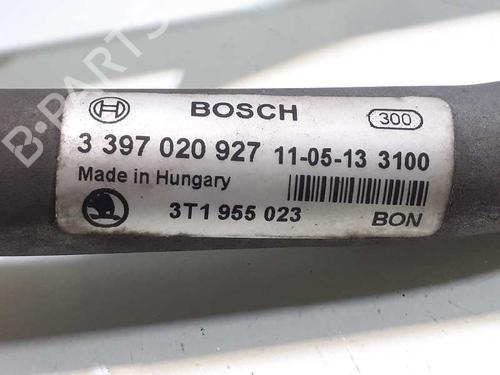 B-PARTS
BOSCH
300
3 397 020 927 11-05-13 3100
Made in Hungary
3T1 955 023
BON